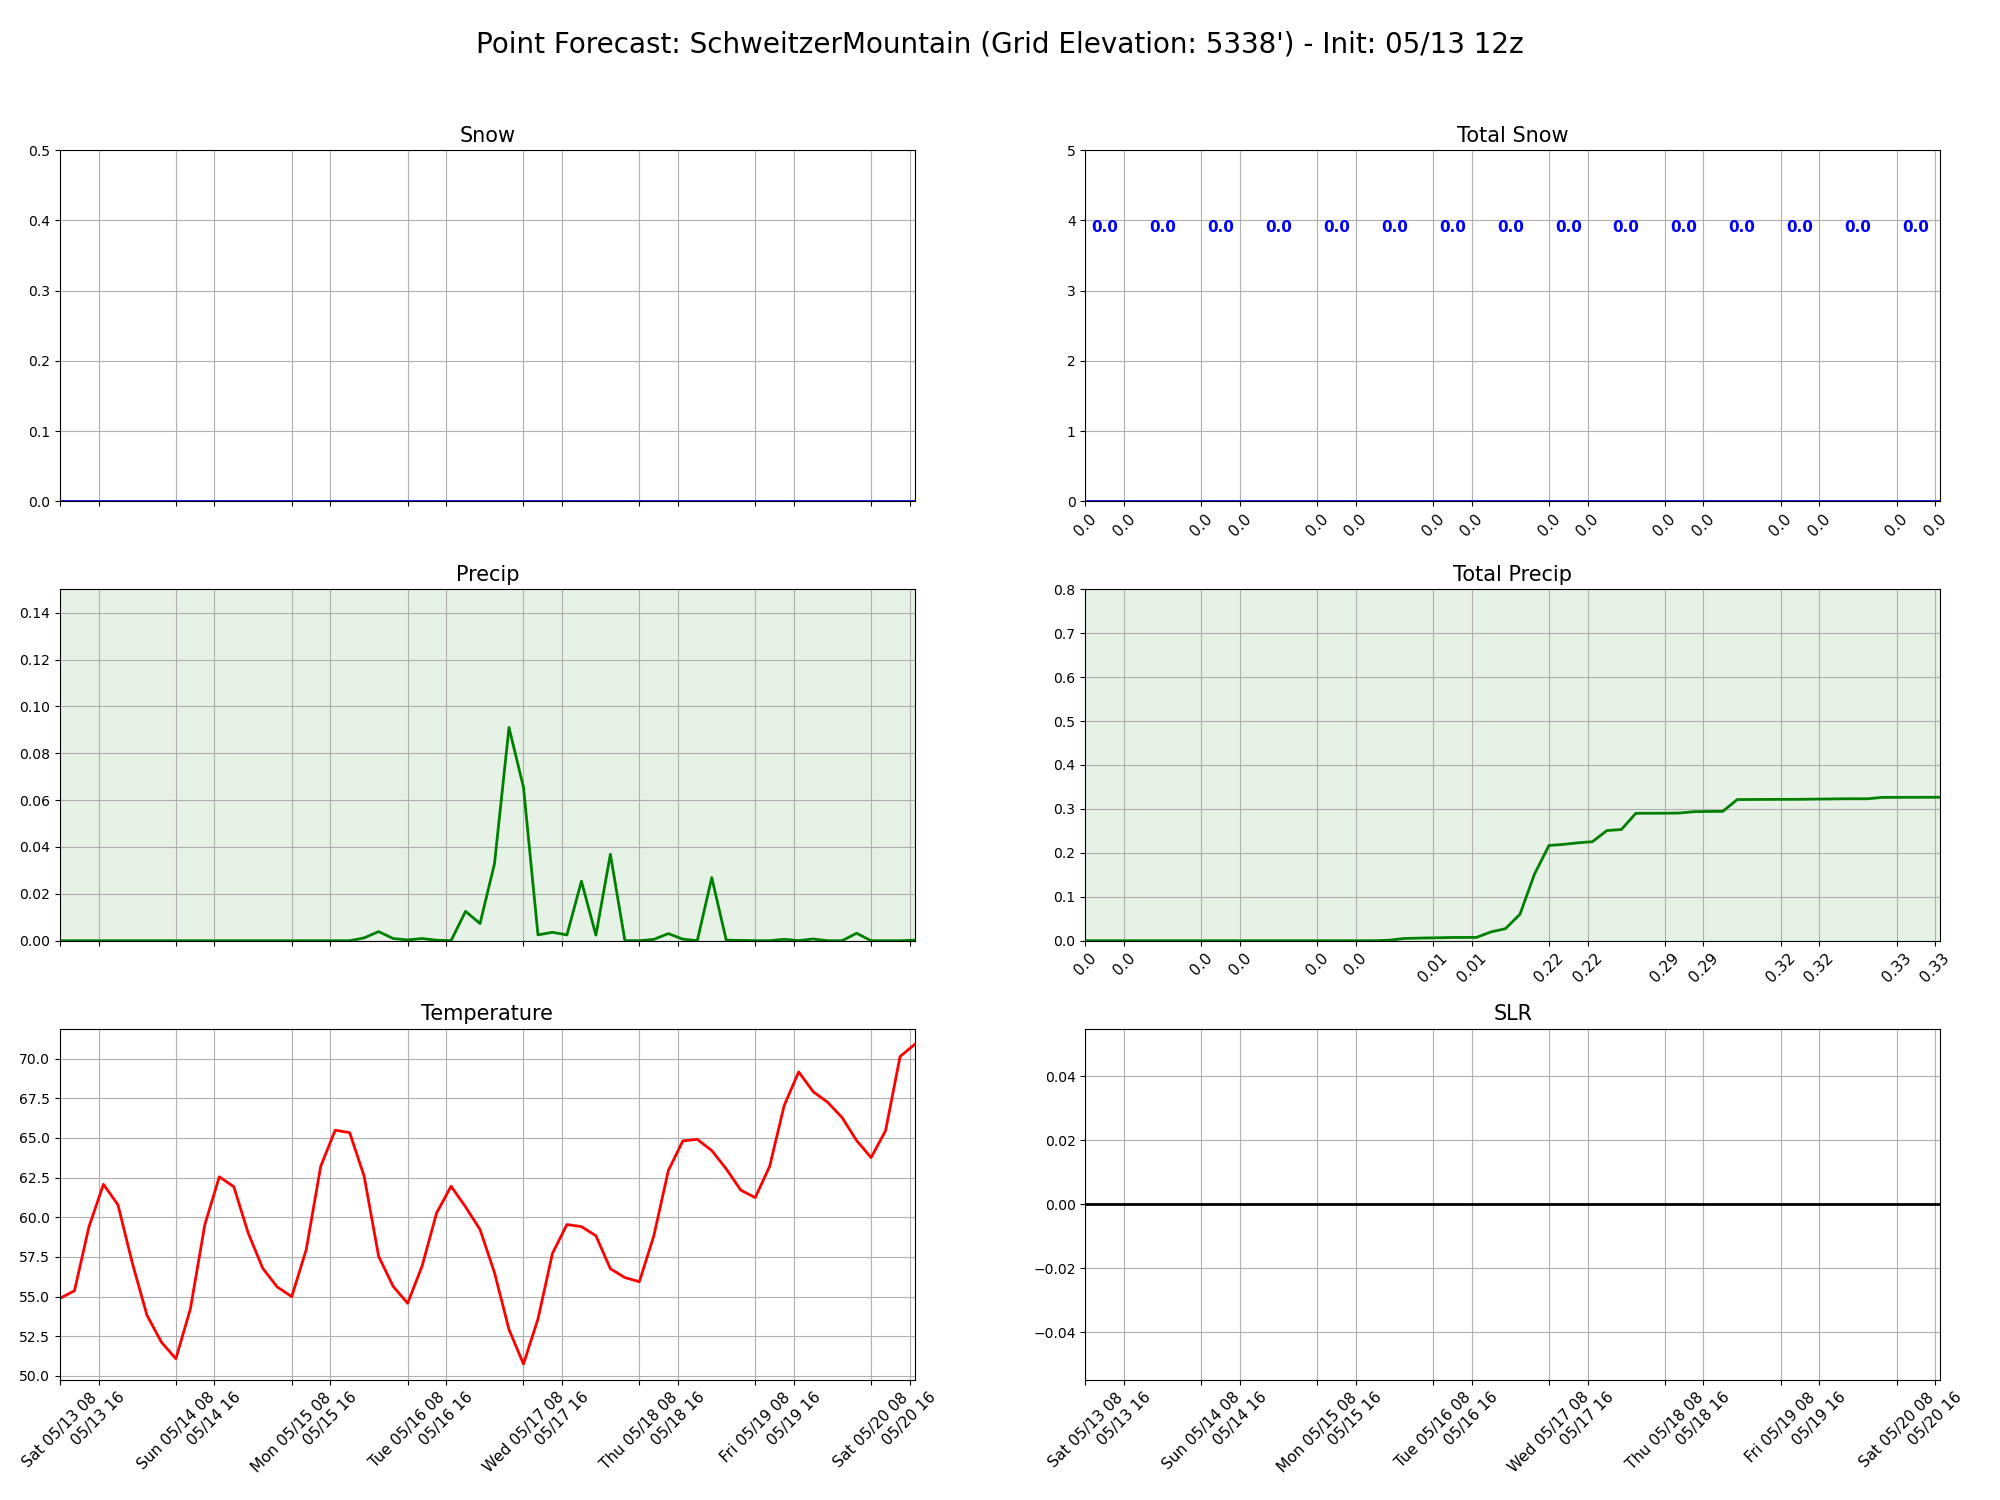 Point Forecast: SchweitzerMountain (Grid Elevation: 5338') - Init: 05/13 12z
Snow
0.5
0.4
0.3
0.2
0.1
0.0
Total Snow
5
4
3
2
1
0
0.0 0.0 0.0 0.0 0.0 0.0 0.0 0.0 0.0 0.0 0.0 0.0 0.0 0.0 0.0
0.0 0.0 0.0 0.0 0.0 0.0 0.0 0.0 0.0 0.0 0.0 0.0 0.0 0.0 0.0 0.0
Precip
0.14
0.12
0.10
0.08
0.06
0.04
0.02
0.00
Total Precip
0.8
0.7
0.6
0.5
0.4
0.3
0.2
0.1
0.0
0.0 0.0 0.0 0.0 0.0 0.0 0.01 0.01 0.22 0.22 0.29 0.29 0.32 0.32 0.33 0.33
Temperature
70.0
67.5
65.0
62.5
60.0
57.5
55.0
52.5
50.0
Sat 05/13 08
05/13 16
Sun 05/14 08
05/14 16
Mon 05/15 08
05/15 16
Tue 05/16 08
05/16 16
Wed 05/17 08
05/17 16
Thu 05/18 08
05/18 16
Fri 05/19 08
05/19 16
Sat 05/20 08
05/20 16
SLR
0.04
0.02
0.00
−0.02
−0.04
Sat 05/13 08
05/13 16
Sun 05/14 08
05/14 16
Mon 05/15 08
05/15 16
Tue 05/16 08
05/16 16
Wed 05/17 08
05/17 16
Thu 05/18 08
05/18 16
Fri 05/19 08
05/19 16
Sat 05/20 08
05/20 16